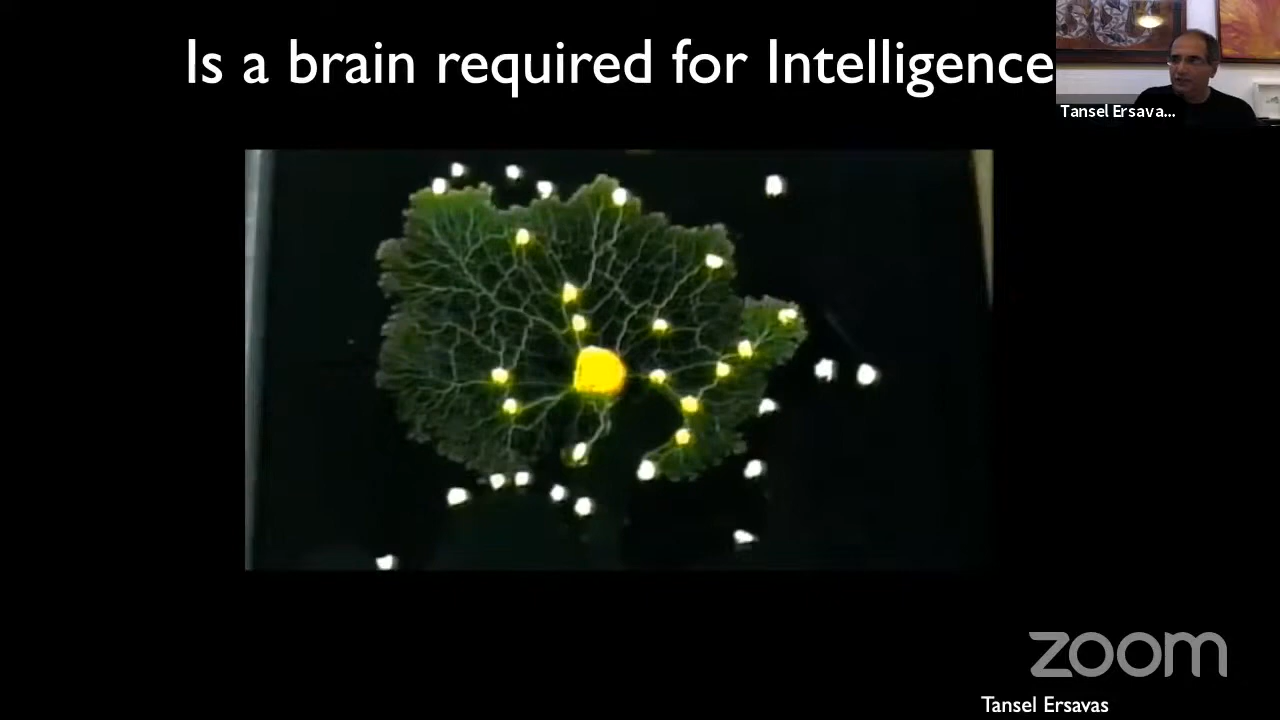 Is a brain required for Intelligence
Tansel Ersava...
zoom
Tansel Ersavas